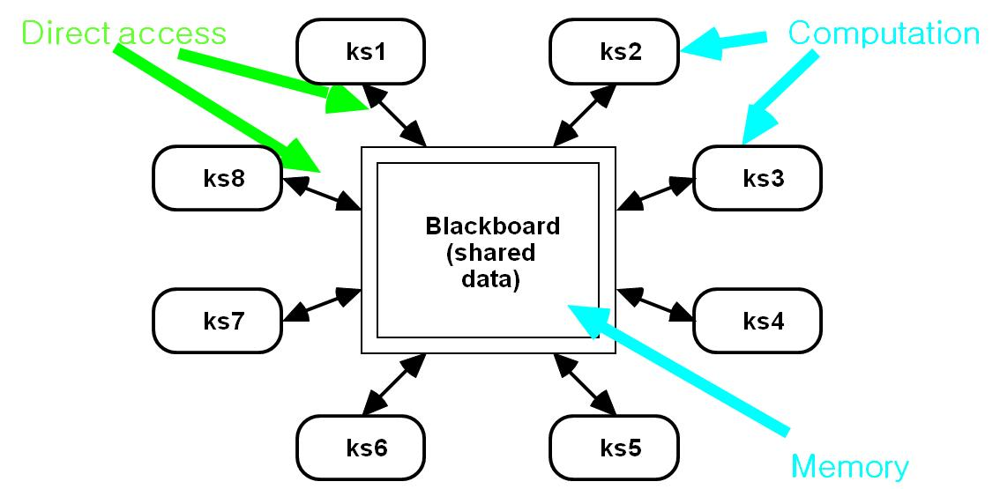 Direct access
ks1
ks2
Computation
ks8
ks3
Blackboard
(shared
data)
ks7
ks4
ks6
ks5
Memory